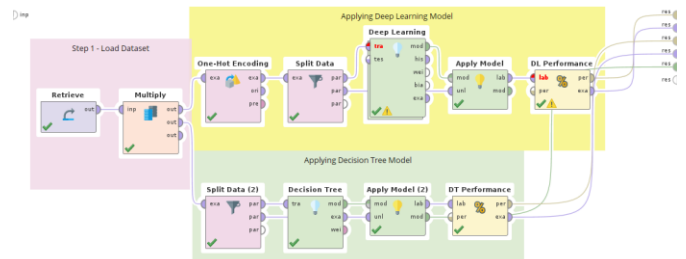 inp
Applying Deep Learning Model
res
res
res
res
res
Step 1 - Load Dataset
Deep Learning
tra
tes
mod
his
wei
bia
exa
One-Hot Encoding
exa
exa
ori
pre
Split Data
exa
par
par
par
Apply Model
mod
unl
lab
mod
DL Performance
lab
per
per
exa
Retrieve
out
Multiply
inp
out
out
out
Applying Decision Tree Model
Split Data (2)
exa
par
par
par
Decision Tree
tra
mod
exa
wei
Apply Model (2)
mod
unl
lab
mod
DT Performance
lab
per
per
exa